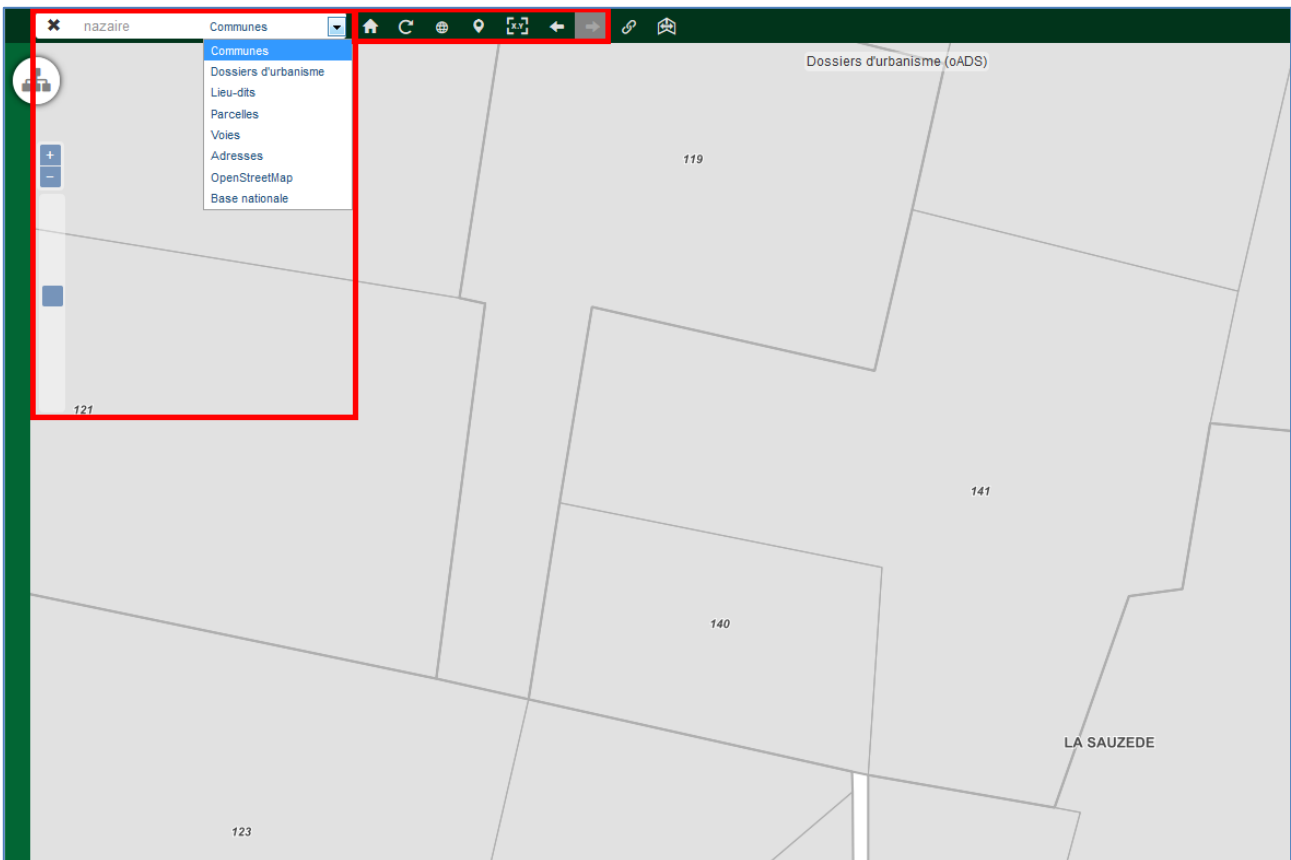 nazaire Communes X,Y
Communes
Dossiers d'urbanisme
Lieu-dits
Parcelles
Voies
Adresses
OpenStreetMap
Base nationale
Dossiers d'urbanisme (oADS)
+
−
119
121
141
140
LA SAUZEDE
123